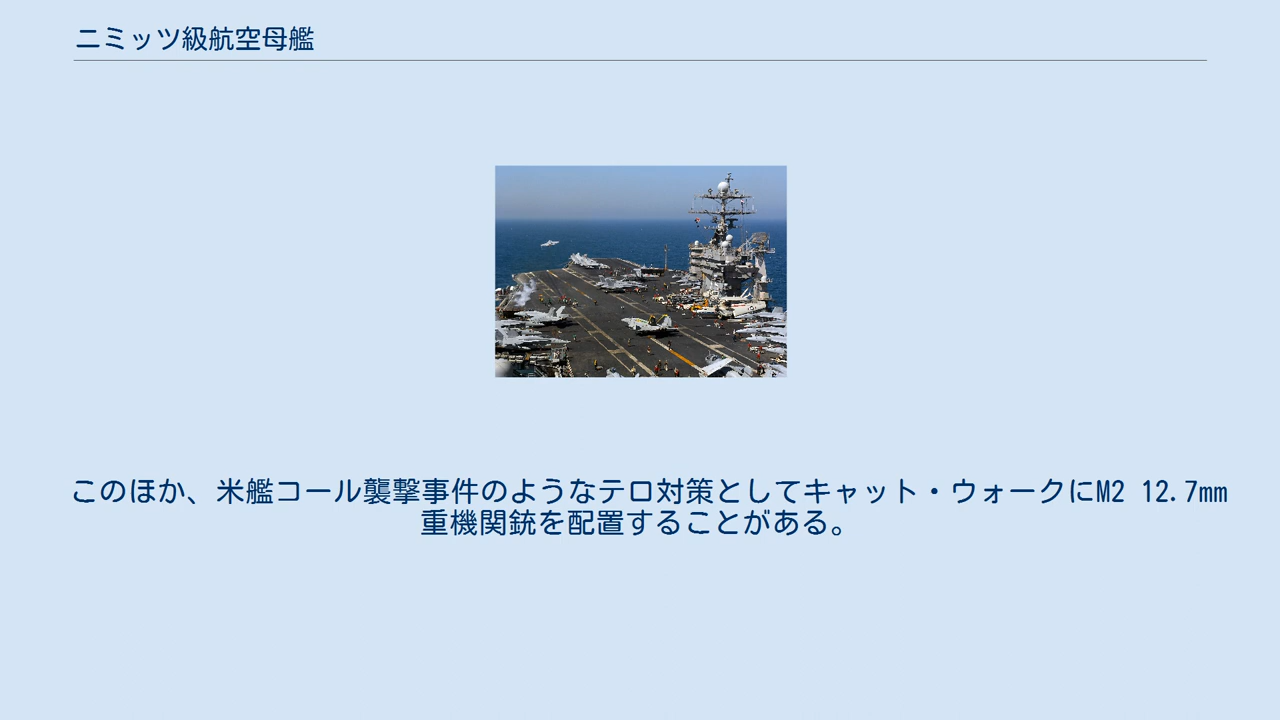 ニミッツ級航空母艦
このほか、米艦コール襲撃事件のようなテロ対策としてキャット・ウォークにM2 12.7mm
重機関銃を配置することがある。